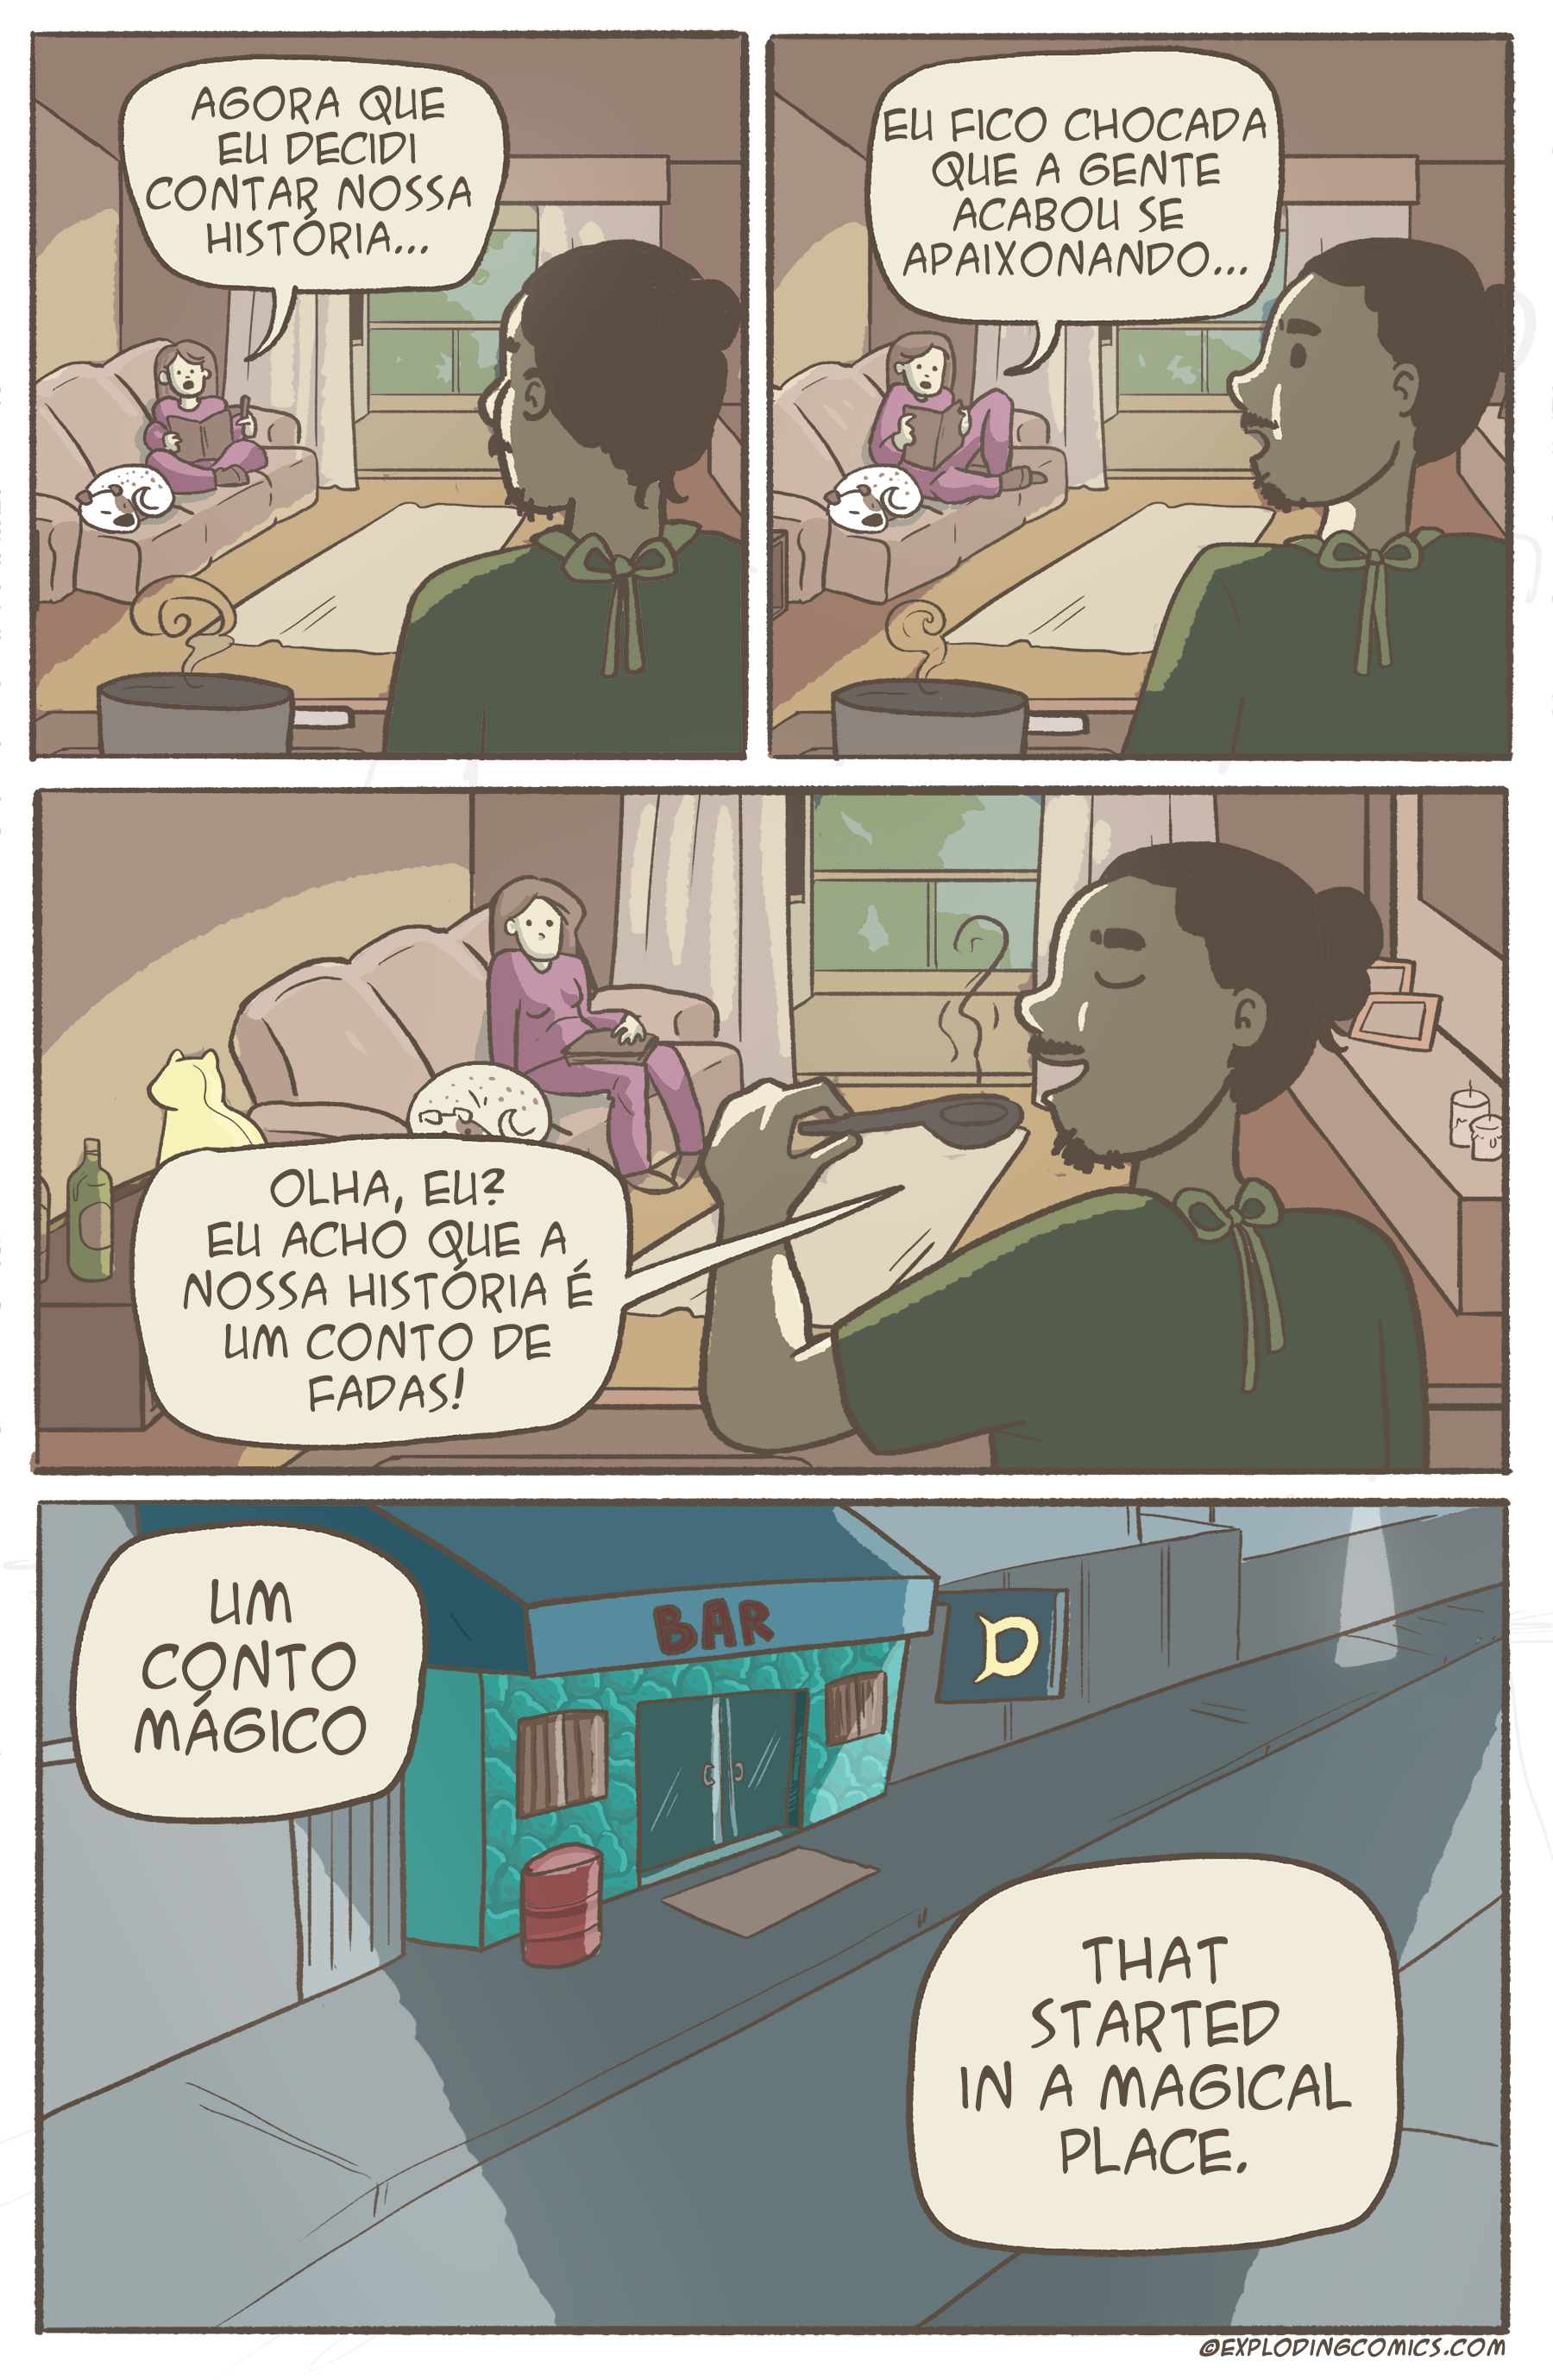 AGORA QUE
EU DECIDI
CONTAR NOSSA
HISTÓRIA...
EU FICO CHOCADA
QUE A GENTE
ACABOU SE
APAIXONANDO...
OLHA, EU?
EU ACHO QUE A
NOSSA HISTÓRIA É
UM CONTO DE
FADAS!
UM
CONTO
MÁGICO
BAR
D
THAT
STARTED
IN A MAGICAL
PLACE.
©EXPLODINGCOMICS.COM